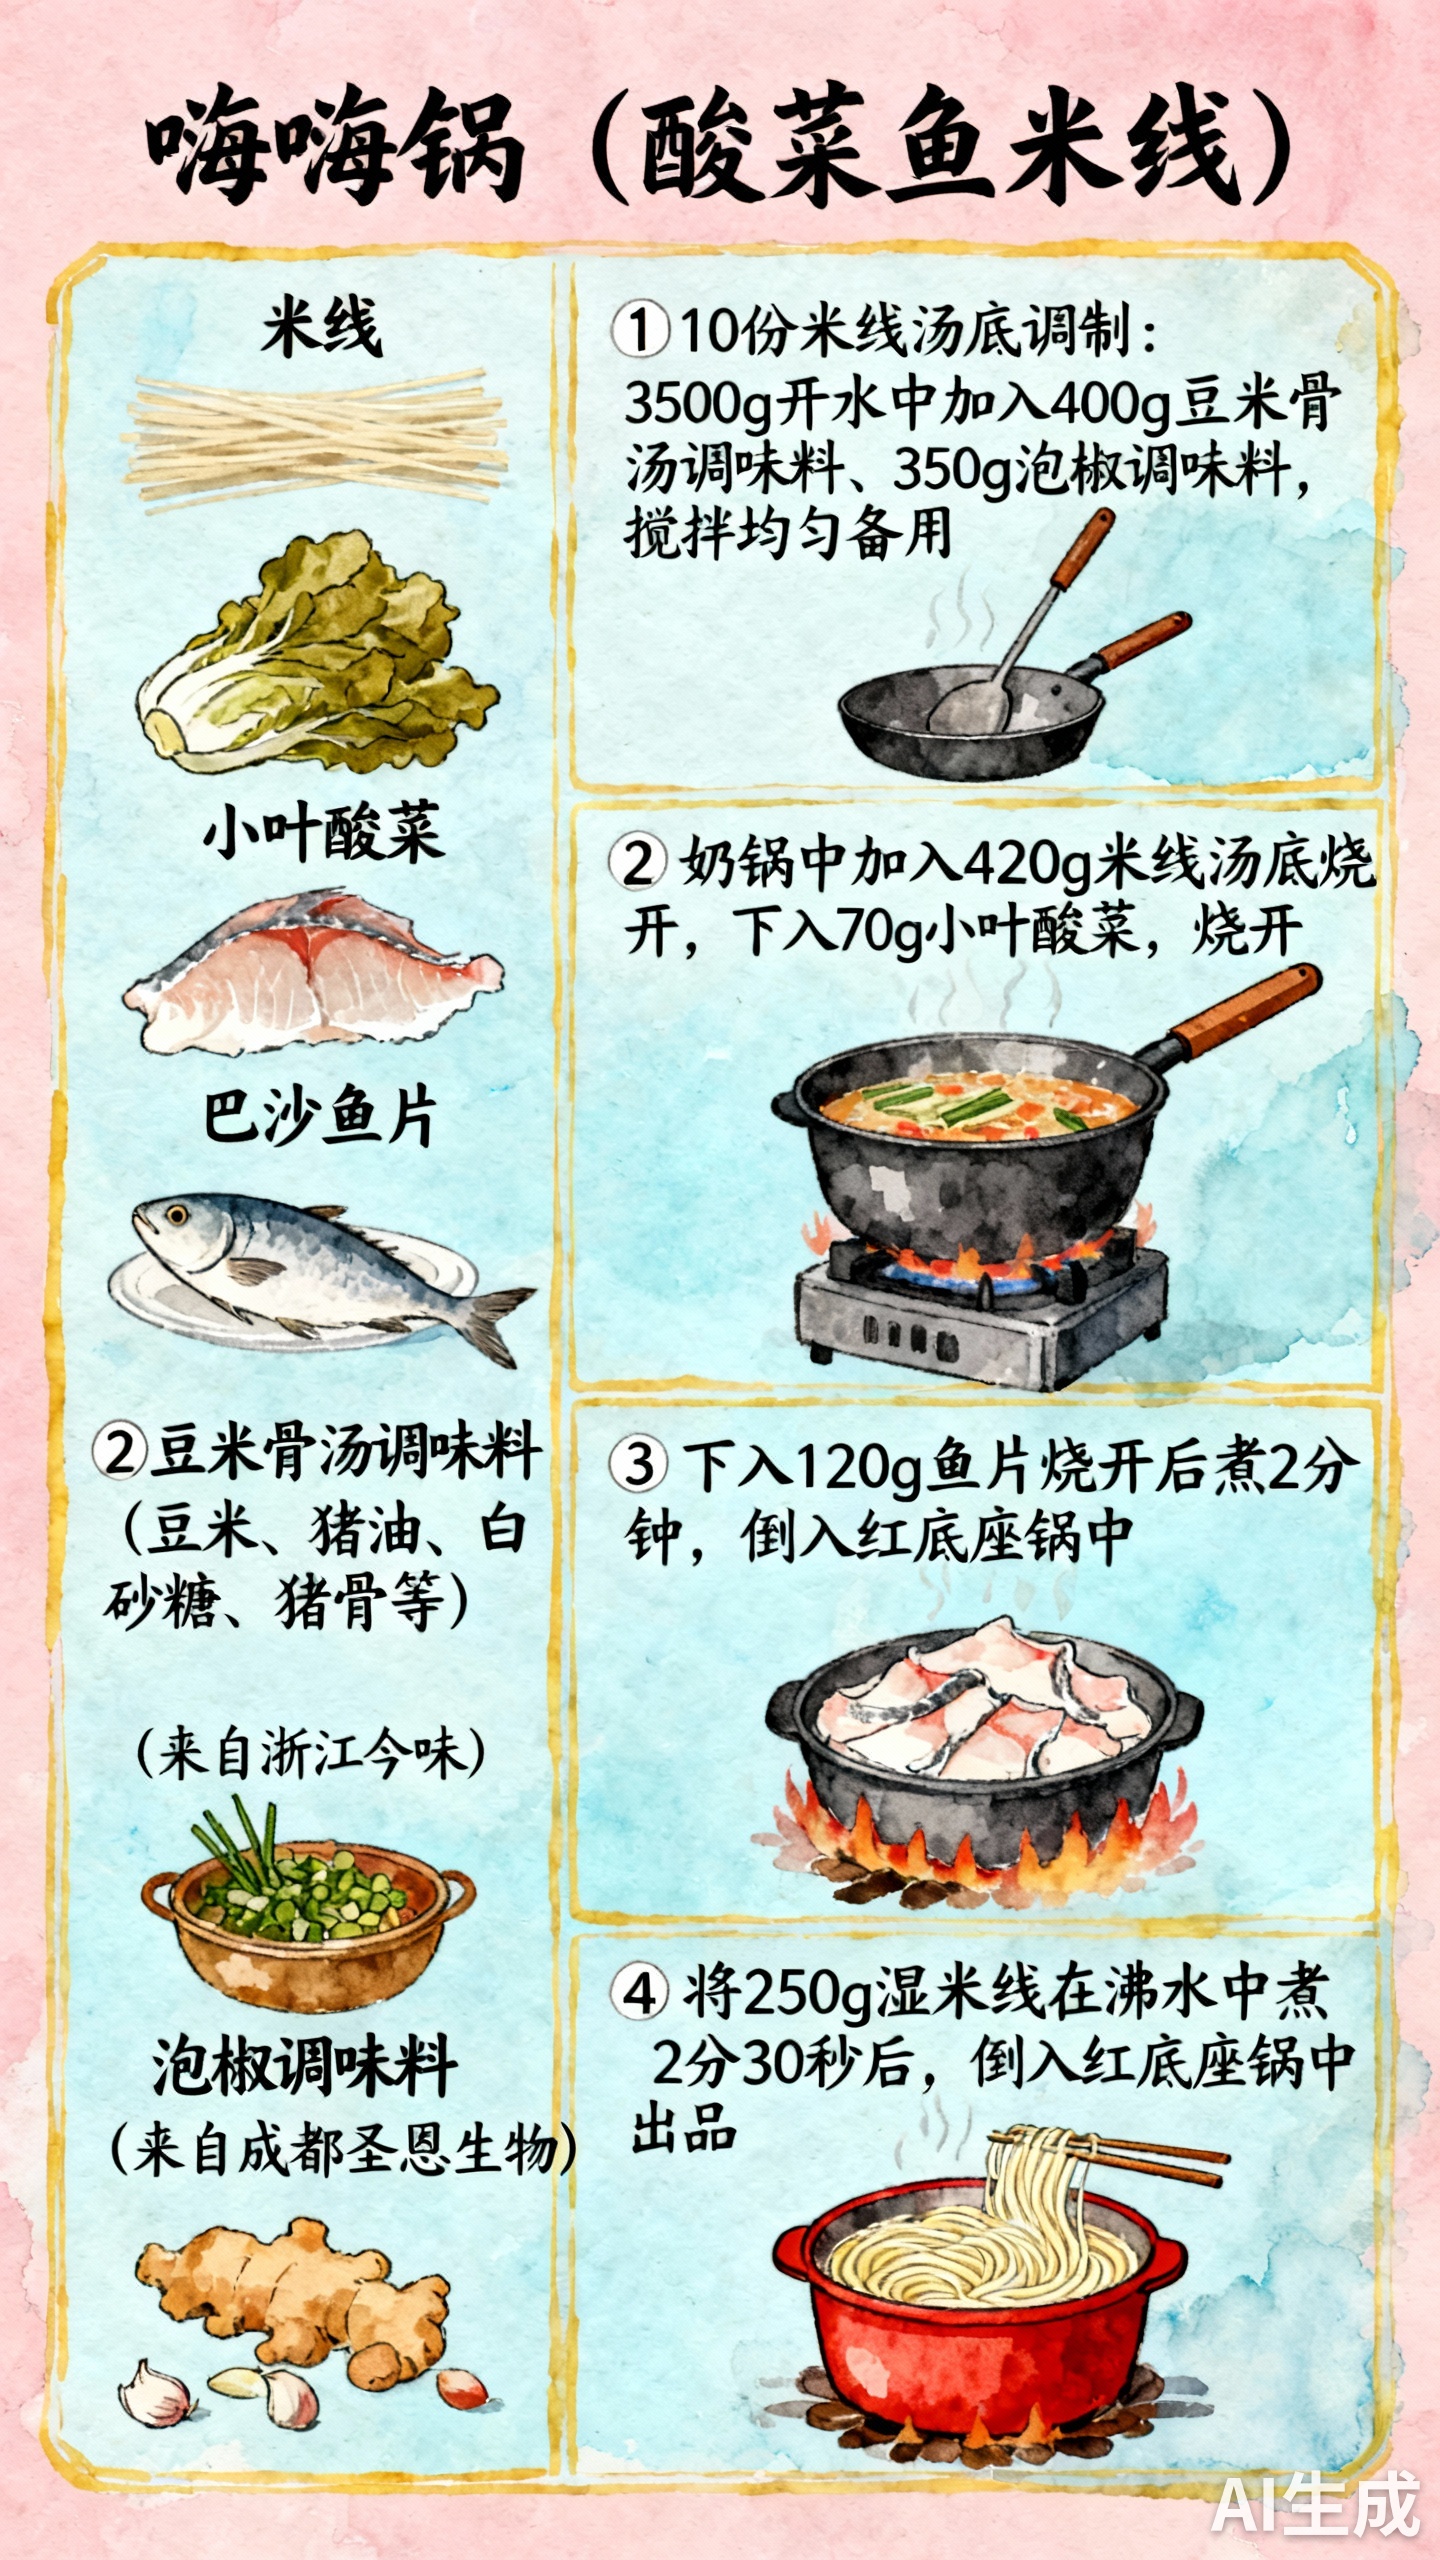 嗨嗨锅（酸菜鱼米线）
米线
小叶酸菜
巴沙鱼片
②豆米骨汤调味料
（豆米、猪油、白
砂糖、猪骨等）
（来自浙江今味）
泡椒调味料
（来自成都圣恩生物）
①10份米线汤底调制：
3500g开水中加入400g豆米骨
汤调味料、350g泡椒调味料，
搅拌均匀备用
②奶锅中加入420g米线汤底烧
开，下入70g小叶酸菜，烧开
③下入120g鱼片烧开后煮2分
钟，倒入红底座锅中
④将250g湿米线在沸水中煮
2分30秒后，倒入红底座锅中
出品
AI生成